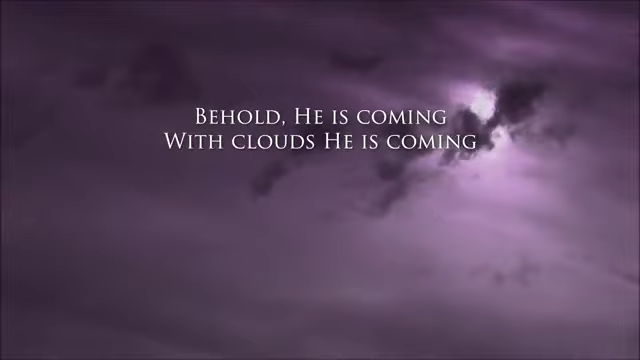 Behold, He is coming
With clouds He is coming